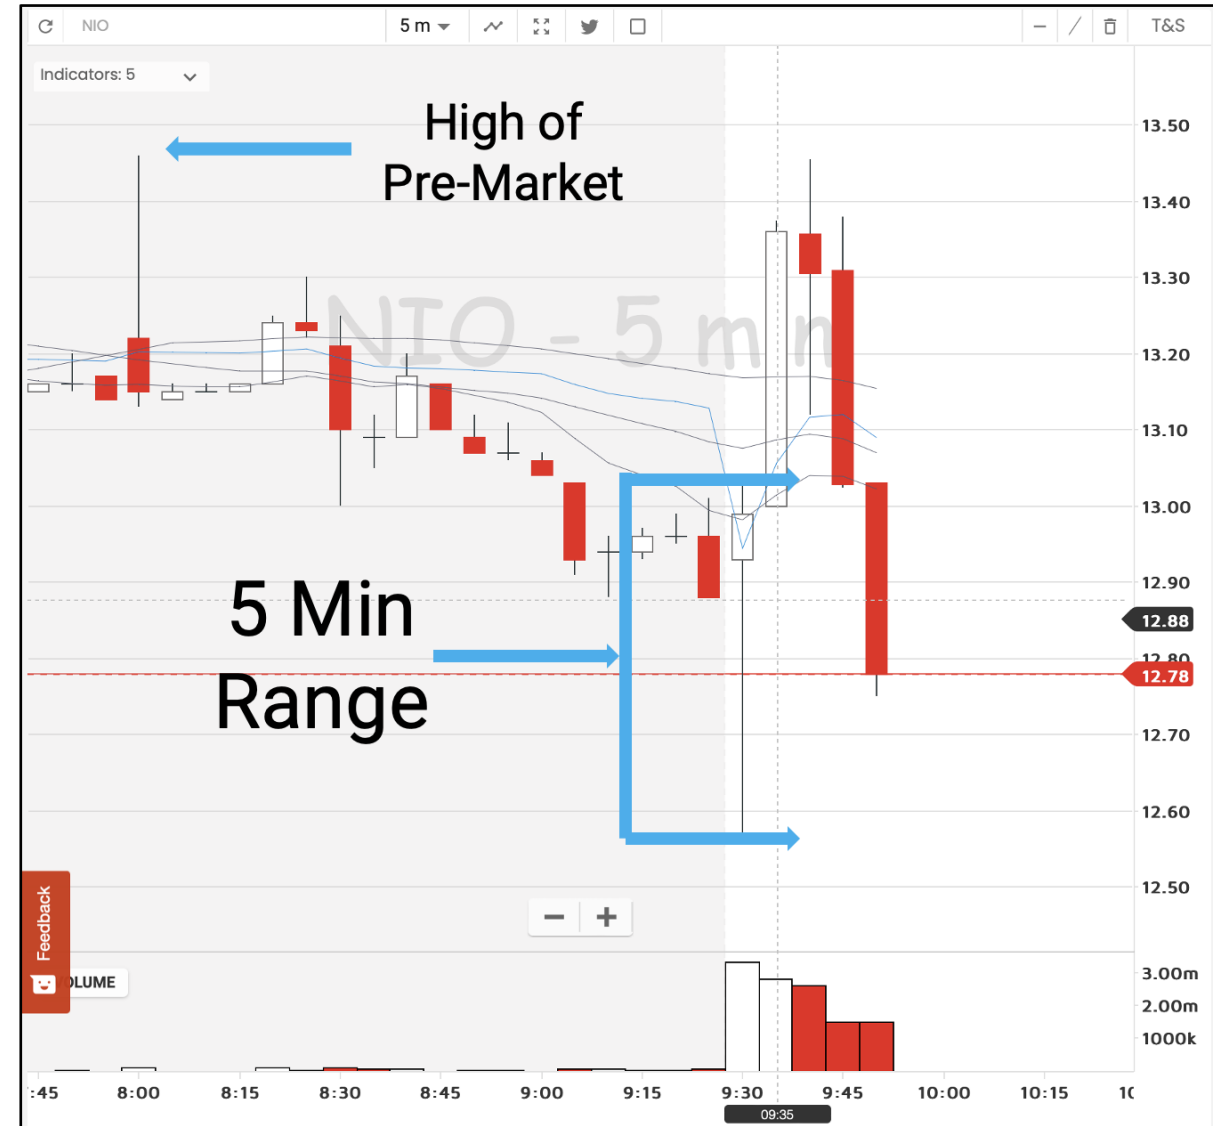 NIO
5 m
T&S
Indicators: 5
High of
Pre-Market
NIO - 5 m n
5 Min
Range
13.50
13.40
13.30
13.20
13.10
13.00
12.90
12.88
12.80
12.78
12.70
12.60
12.50
Feedback
OLUME
3.00m
2.00m
1000k
:45 8:00 8:15 8:30 8:45 9:00 9:15 9:30 9:45 10:00 10:15 10
09:35